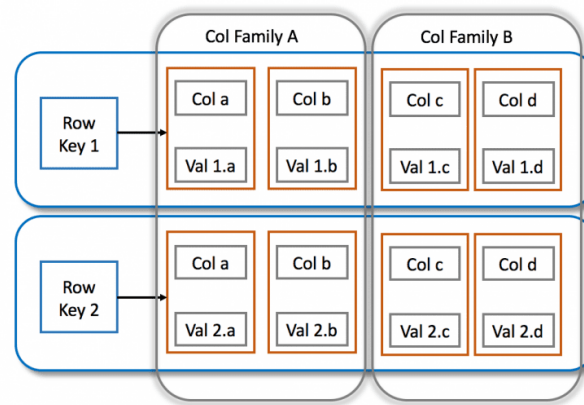 Col Family A
Col Family B
Col a
Col b
Col c
Col d
Row
Key 1
Val 1.a
Val 1.b
Val 1.c
Val 1.d
Col a
Col b
Col c
Col d
Row
Key 2
Val 2.a
Val 2.b
Val 2.c
Val 2.d